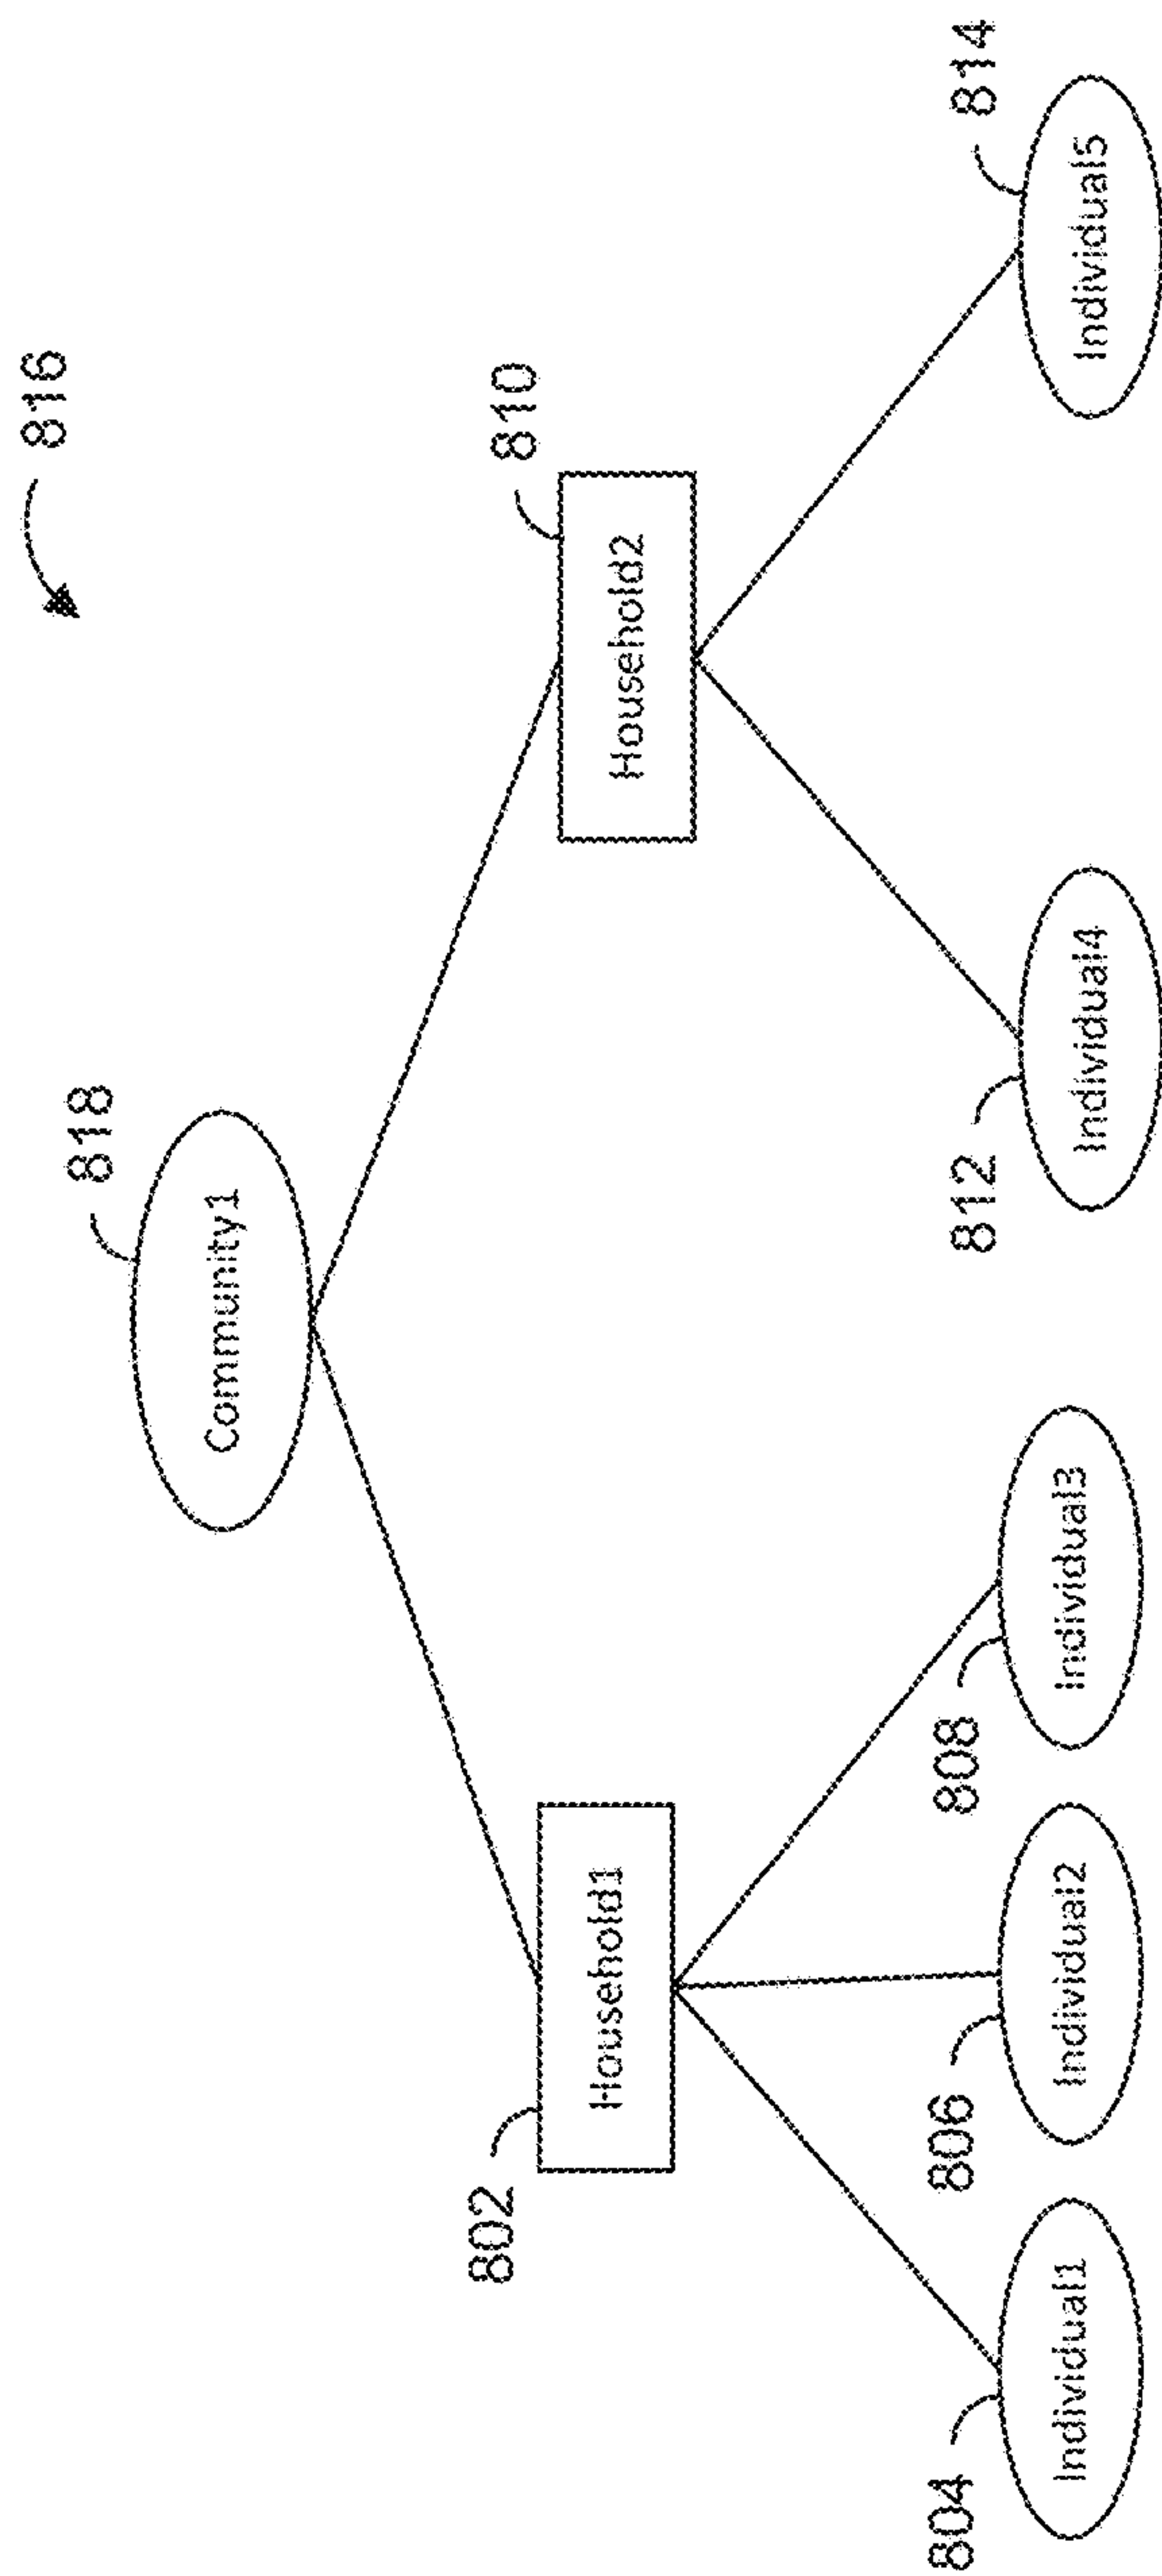 816
818
Community1
802
Household1
810
Household2
804
Individual1
806
Individual2
808
Individual3
812
Individual4
814
Individual5